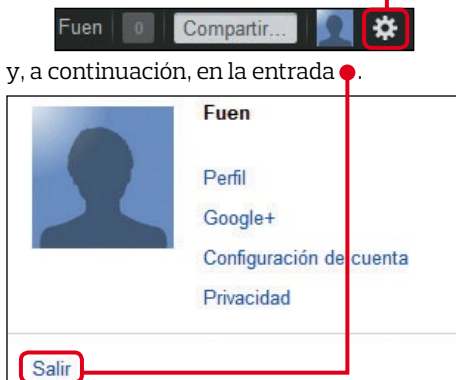 Fuen 0 Compartir...
y, a continuación, en la entrada .
Fuen
Perfil
Google+
Configuración de cuenta
Privacidad
Salir